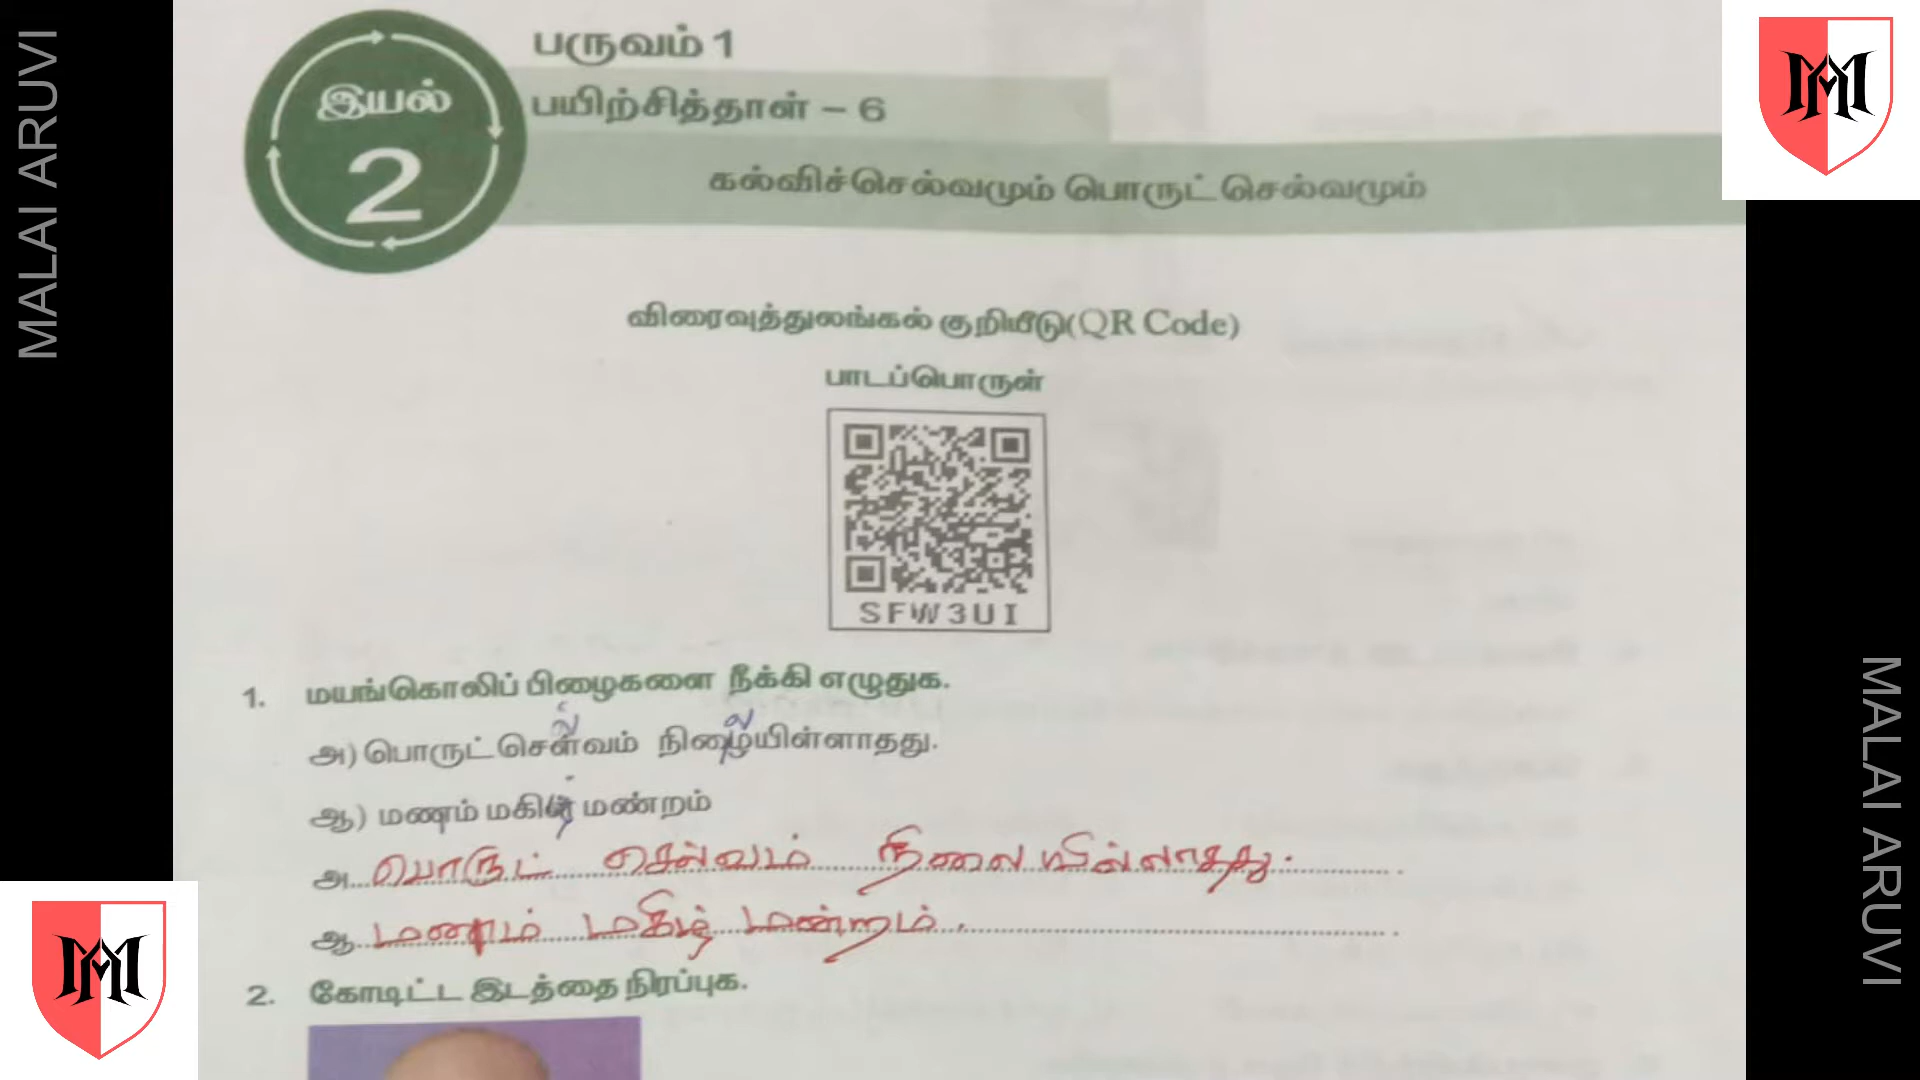 MALAI ARUVI
பருவம் 1
இயல்
2
பயிற்சித்தாள் – 6
கல்விச்செல்வமும் பொருட்செல்வமும்
விரைவுத்துலங்கல் குறியீடு(QR Code)
பாடப்பொருள்
SFW3UI
1. மயங்கொலிப் பிழைகளை நீக்கி எழுதுக.
அ) பொருட்செள்வம் நிழையிள்ளாதது.
ஆ) மணம் மகிள் மண்றம்
அ. பொருட் செல்வம் நிலையில்லாதது.
ஆ மணம் மகிழ் மன்றம்.
2. கோடிட்ட இடத்தை நிரப்புக.
MALAI ARUVI